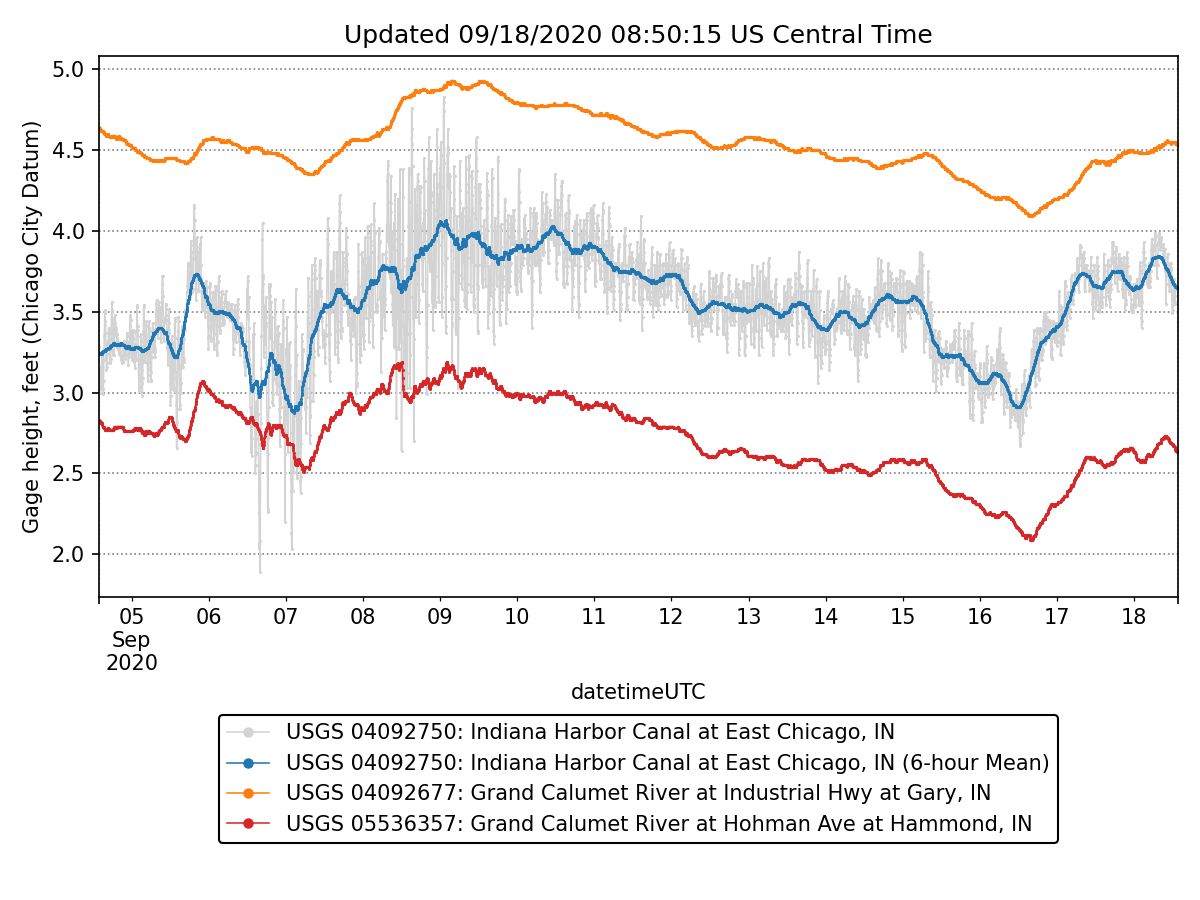 Updated 09/18/2020 08:50:15 US Central Time
Gage height, feet (Chicago City Datum)
5.0
4.5
4.0
3.5
3.0
2.5
2.0
05 06 07 08 09 10 11 12 13 14 15 16 17 18
Sep
2020
datetimeUTC
USGS 04092750: Indiana Harbor Canal at East Chicago, IN
USGS 04092750: Indiana Harbor Canal at East Chicago, IN (6-hour Mean)
USGS 04092677: Grand Calumet River at Industrial Hwy at Gary, IN
USGS 05536357: Grand Calumet River at Hohman Ave at Hammond, IN